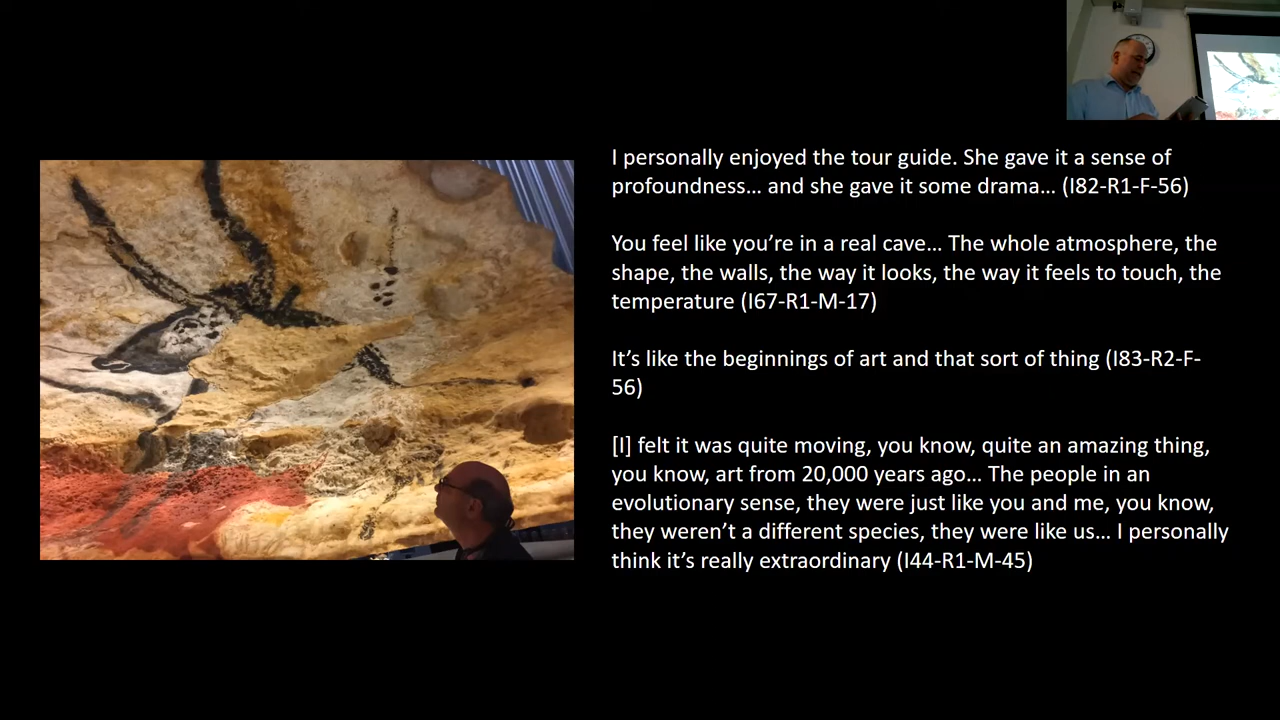 I personally enjoyed the tour guide. She gave it a sense of
profoundness… and she gave it some drama… (I82-R1-F-56)
You feel like you’re in a real cave… The whole atmosphere, the
shape, the walls, the way it looks, the way it feels to touch, the
temperature (I67-R1-M-17)
It’s like the beginnings of art and that sort of thing (I83-R2-F-
56)
[I] felt it was quite moving, you know, quite an amazing thing,
you know, art from 20,000 years ago… The people in an
evolutionary sense, they were just like you and me, you know,
they weren’t a different species, they were like us… I personally
think it’s really extraordinary (I44-R1-M-45)